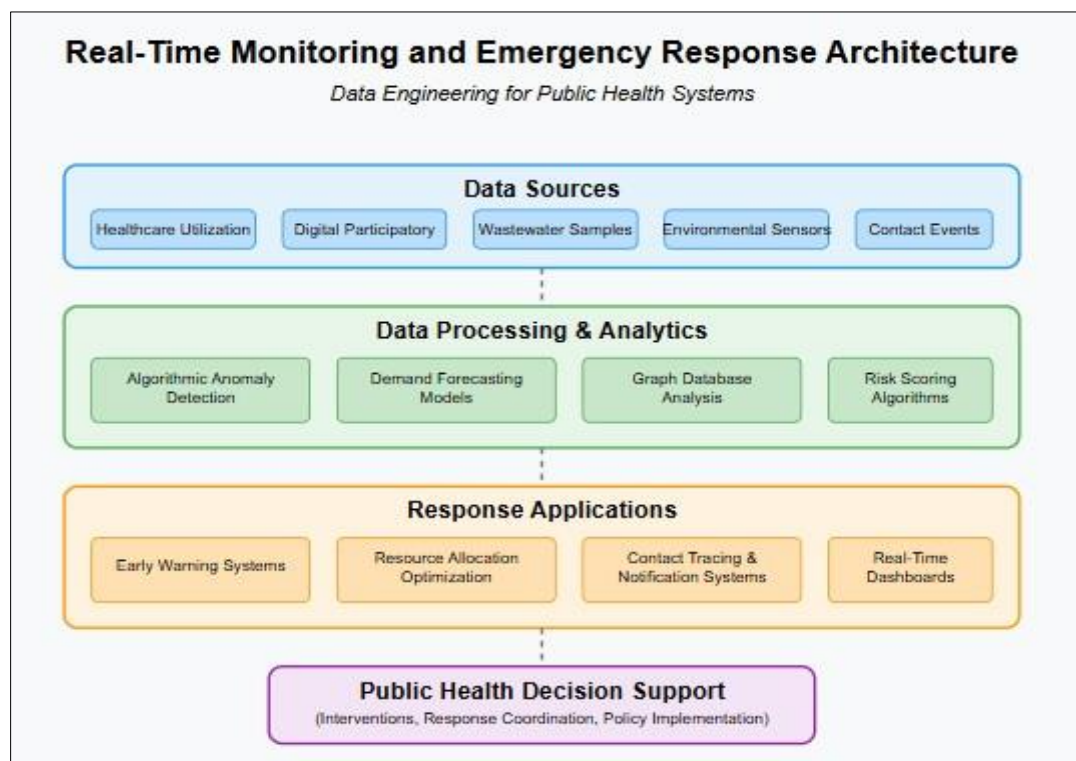 Real-Time Monitoring and Emergency Response Architecture
Data Engineering for Public Health Systems
Data Sources
Healthcare Utilization
Digital Participatory
Wastewater Samples
Environmental Sensors
Contact Events
Data Processing & Analytics
Algorithmic Anomaly
Detection
Demand Forecasting
Models
Graph Database
Analysis
Risk Scoring
Algorithms
Response Applications
Early Warning Systems
Resource Allocation
Optimization
Contact Tracing &
Notification Systems
Real-Time
Dashboards
Public Health Decision Support
(Interventions, Response Coordination, Policy Implementation)